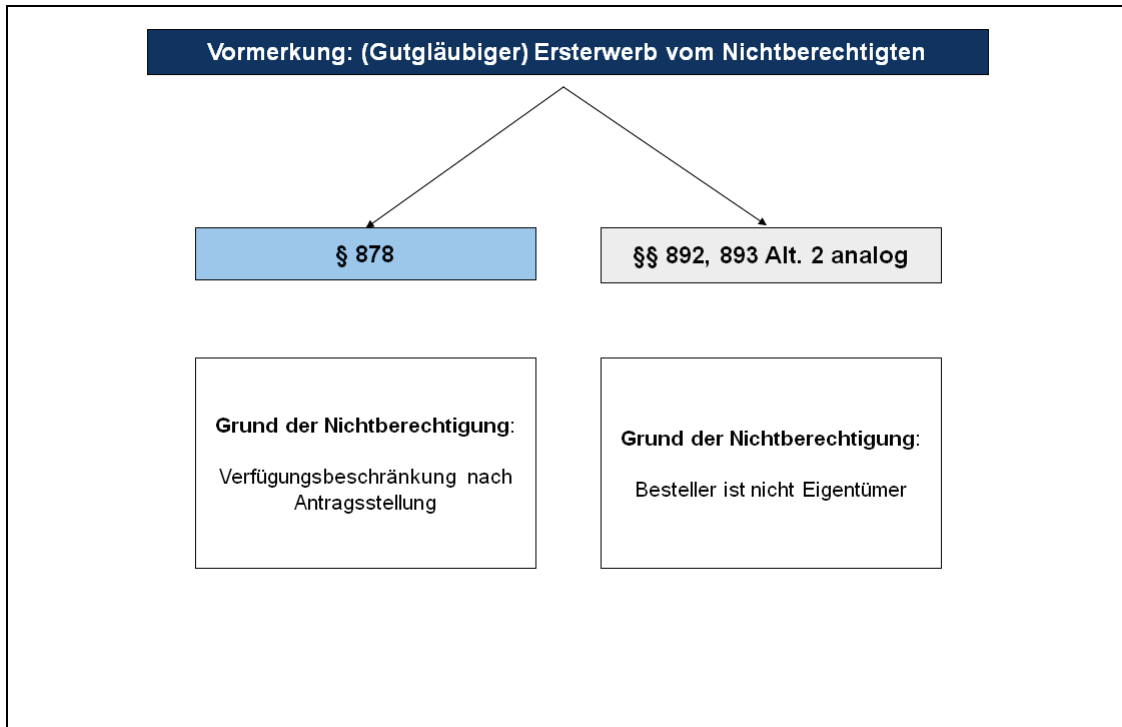 Vormerkung: (Gutgläubiger) Ersterwerb vom Nichtberechtigten
§ 878
§§ 892, 893 Alt. 2 analog
Grund der Nichtberechtigung:
Verfügungsbeschränkung nach
Antragsstellung
Grund der Nichtberechtigung:
Besteller ist nicht Eigentümer